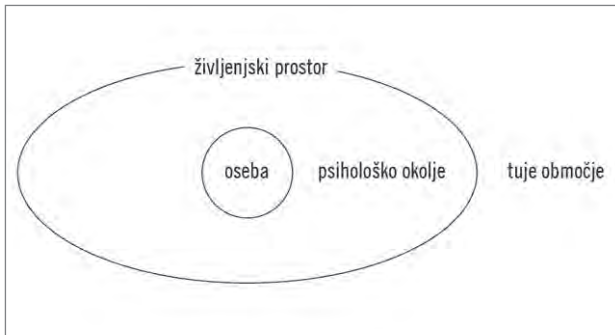 življenjski prostor
oseba
psihološko okolje
tuje območje